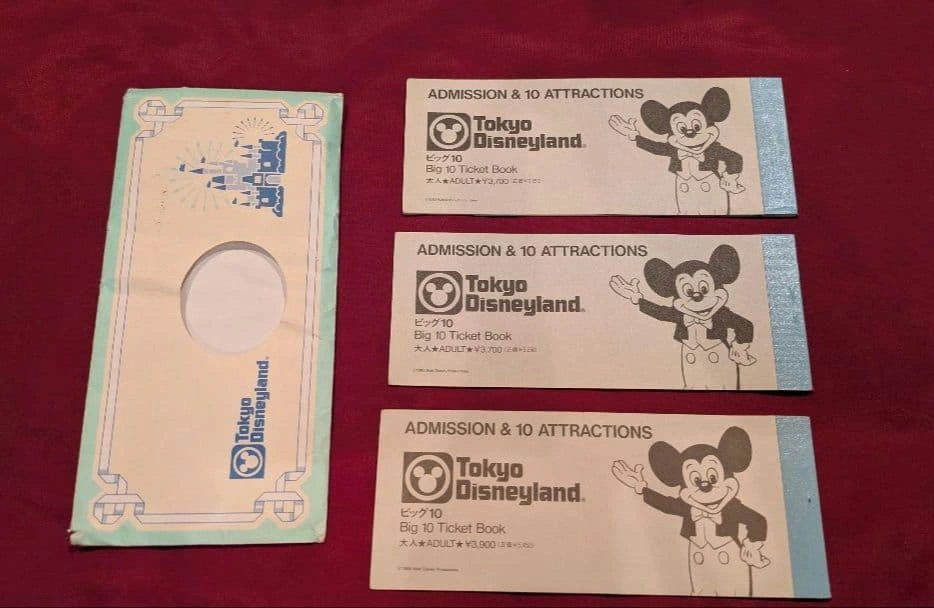 Tokyo
Disneyland®
ADMISSION & 10 ATTRACTIONS
Tokyo
Disneyland®
ビッグ10
Big 10 Ticket Book
大人★ADULT★¥3,700
ADMISSION & 10 ATTRACTIONS
Tokyo
Disneyland®
ビッグ10
Big 10 Ticket Book
大人★ADULT★¥3,700
ADMISSION & 10 ATTRACTIONS
Tokyo
Disneyland®
ビッグ10
Big 10 Ticket Book
大人★ADULT★¥3,900